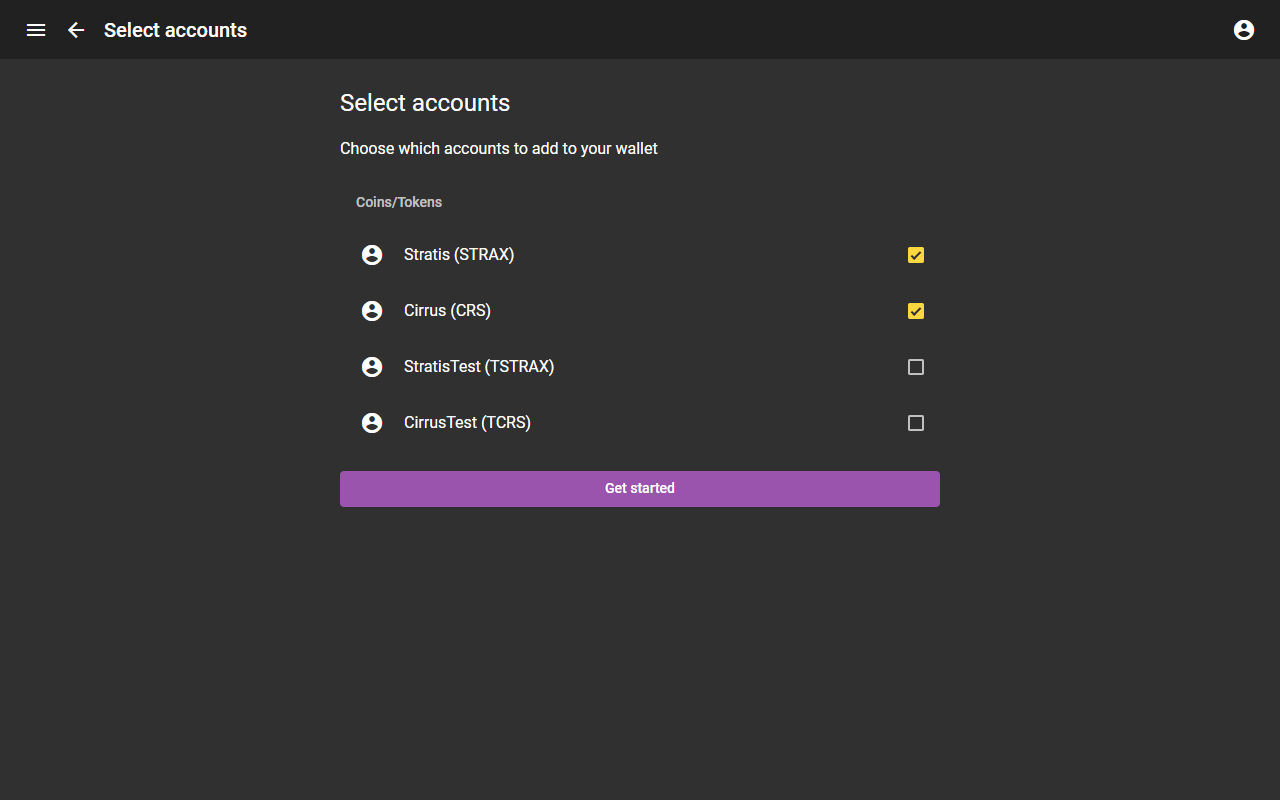 Select accounts
Select accounts
Choose which accounts to add to your wallet
Coins/Tokens
Stratis (STRAX)
Cirrus (CRS)
StratisTest (TSTRAX)
CirrusTest (TCRS)
Get started